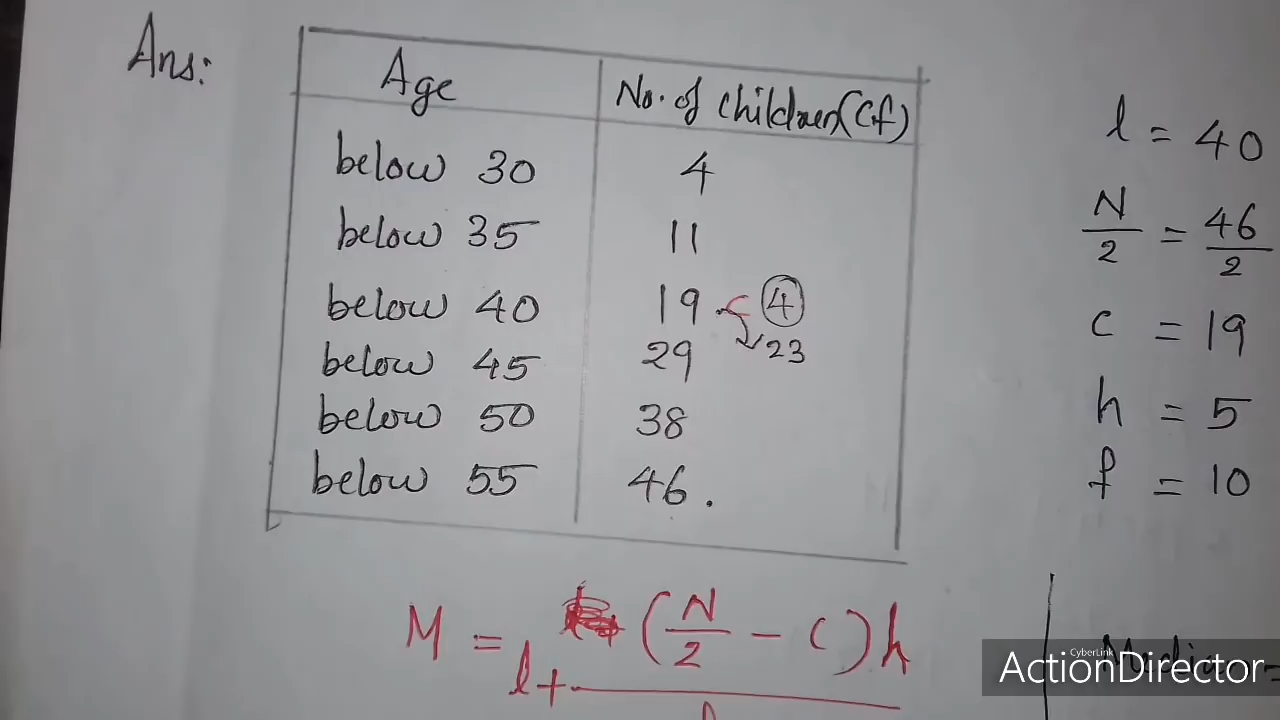 Ans:
Age No. of children (Cf)
below 30 4
below 35 11
below 40 19 4
23
below 45 29
below 50 38
below 55 46.
l = 40
N/2 = 46/2
c = 19
h = 5
f = 10
M = l + (N/2 - C)h
CyberLink
ActionDirector